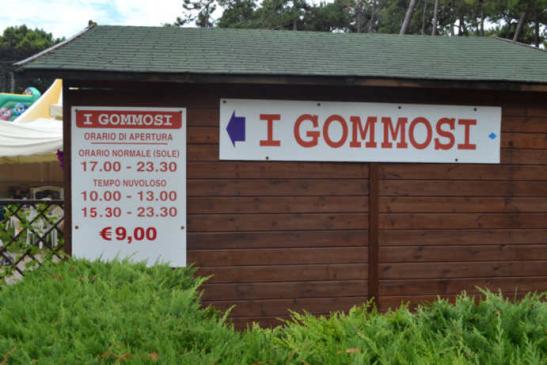 I GOMMOSI
ORARIO DI APERTURA
ORARIO NORMALE (SOLE)
17.00 - 23.30
TEMPO NUVOLOSO
10.00 - 13.00
15.30 - 23.30
€ 9,00
I GOMMOSI